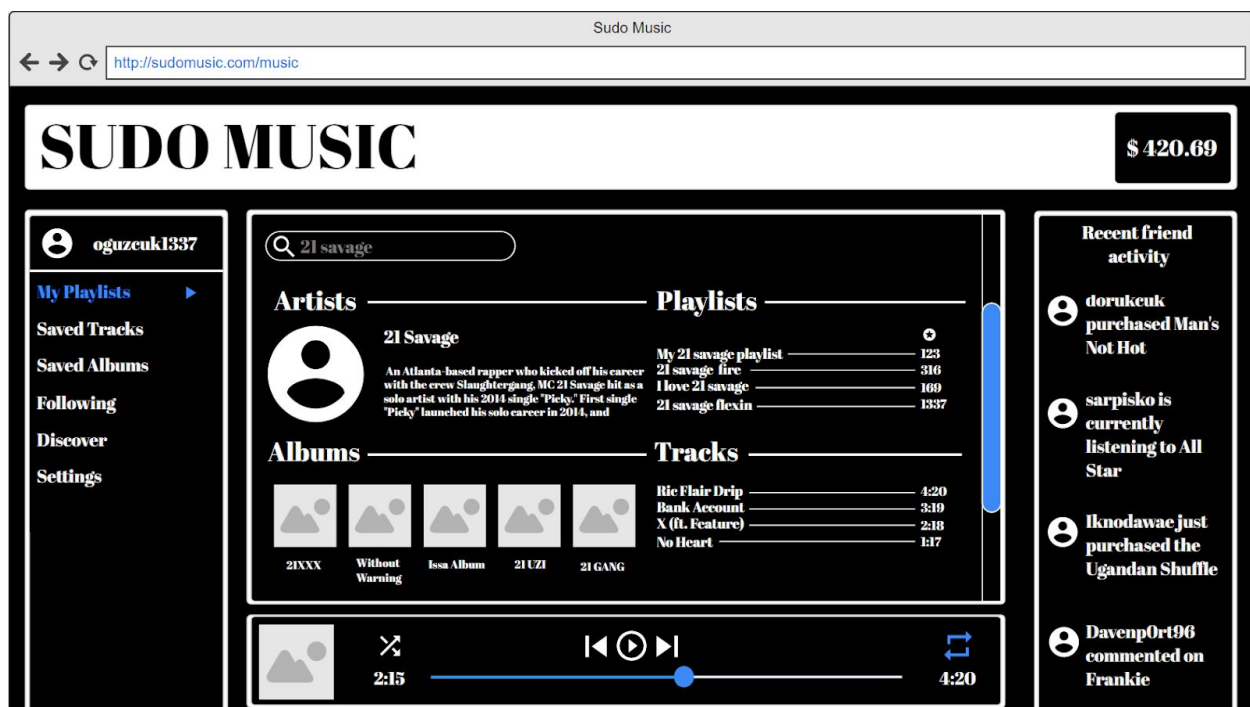 Sudo Music
http://sudomusic.com/music
SUDO MUSIC
$ 420.69
oguzcuk1337
My Playlists
Saved Tracks
Saved Albums
Following
Discover
Settings
21 savage
Artists
21 Savage
An Atlanta-based rapper who kicked off his career
with the crew Slaughtergang, MC 21 Savage hit as a
solo artist with his 2014 single "Picky." First single
"Picky" launched his solo career in 2014, and
Playlists
My 21 savage playlist 123
21 savage fire 316
I love 21 savage 169
21 savage flexin 1337
Albums
21XXX
Without
Warning
Issa Album
21 UZI
21 GANG
Tracks
Ric Flair Drip 4:20
Bank Account 3:19
X (ft. Feature) 2:18
No Heart 1:17
2:15
4:20
Recent friend
activity
dorukcuk
purchased Man's
Not Hot
sarpisko is
currently
listening to All
Star
Iknodawae just
purchased the
Ugandan Shuffle
Davenp0rt96
commented on
Frankie